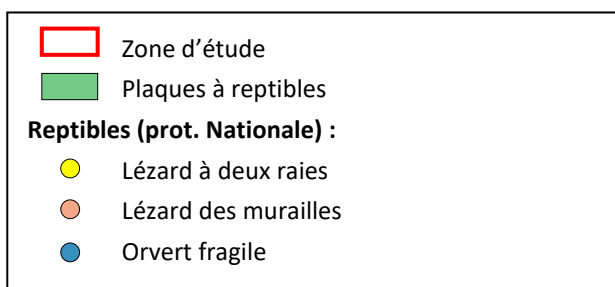 Zone d’étude
Plaques à reptibles
Reptibles (prot. Nationale) :
Lézard à deux raies
Lézard des murailles
Orvert fragile